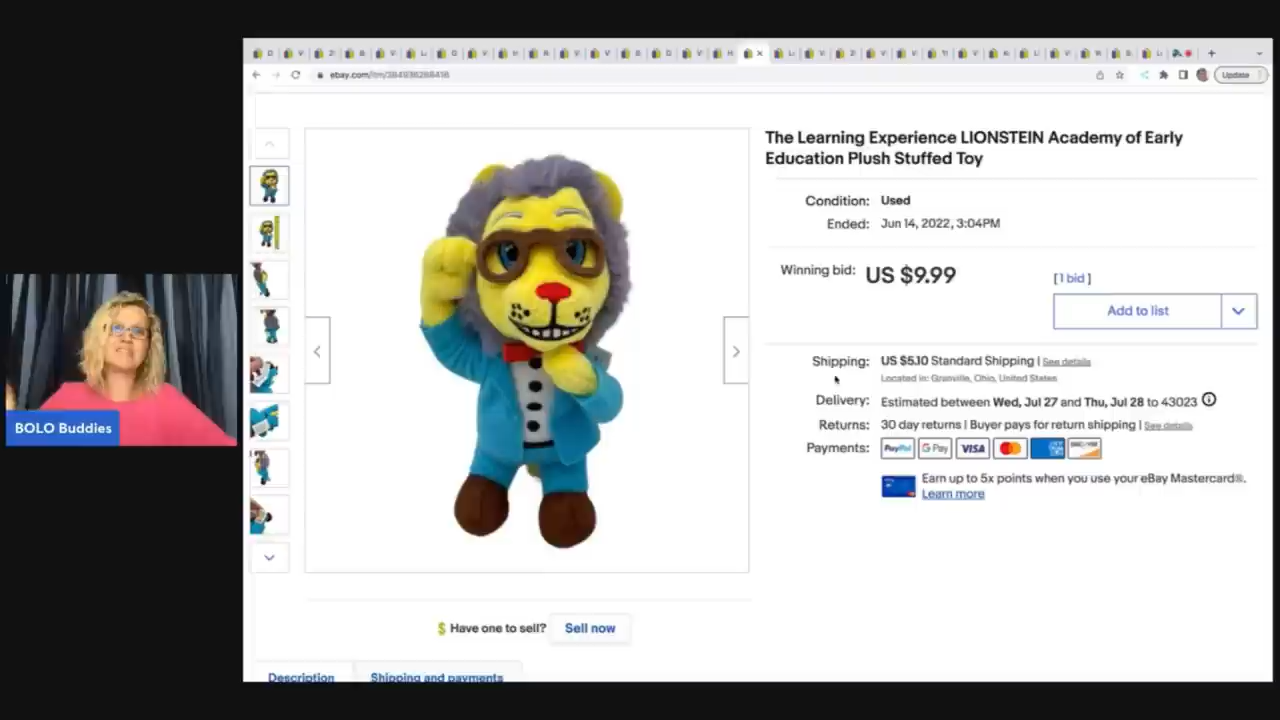 ebay.com/itm/384936288416
Update
The Learning Experience LIONSTEIN Academy of Early
Education Plush Stuffed Toy
Condition: Used
Ended: Jun 14, 2022, 3:04PM
Winning bid: US $9.99 [ 1 bid ]
Add to list
Shipping: US $5.10 Standard Shipping | See details
Located in: Granville, Ohio, United States
Delivery: Estimated between Wed, Jul 27 and Thu, Jul 28 to 43023
Returns: 30 day returns | Buyer pays for return shipping | See details
Payments: PayPal G Pay VISA
Earn up to 5x points when you use your eBay Mastercard®.
Learn more
BOLO Buddies
$ Have one to sell? Sell now
Description Shipping and payments